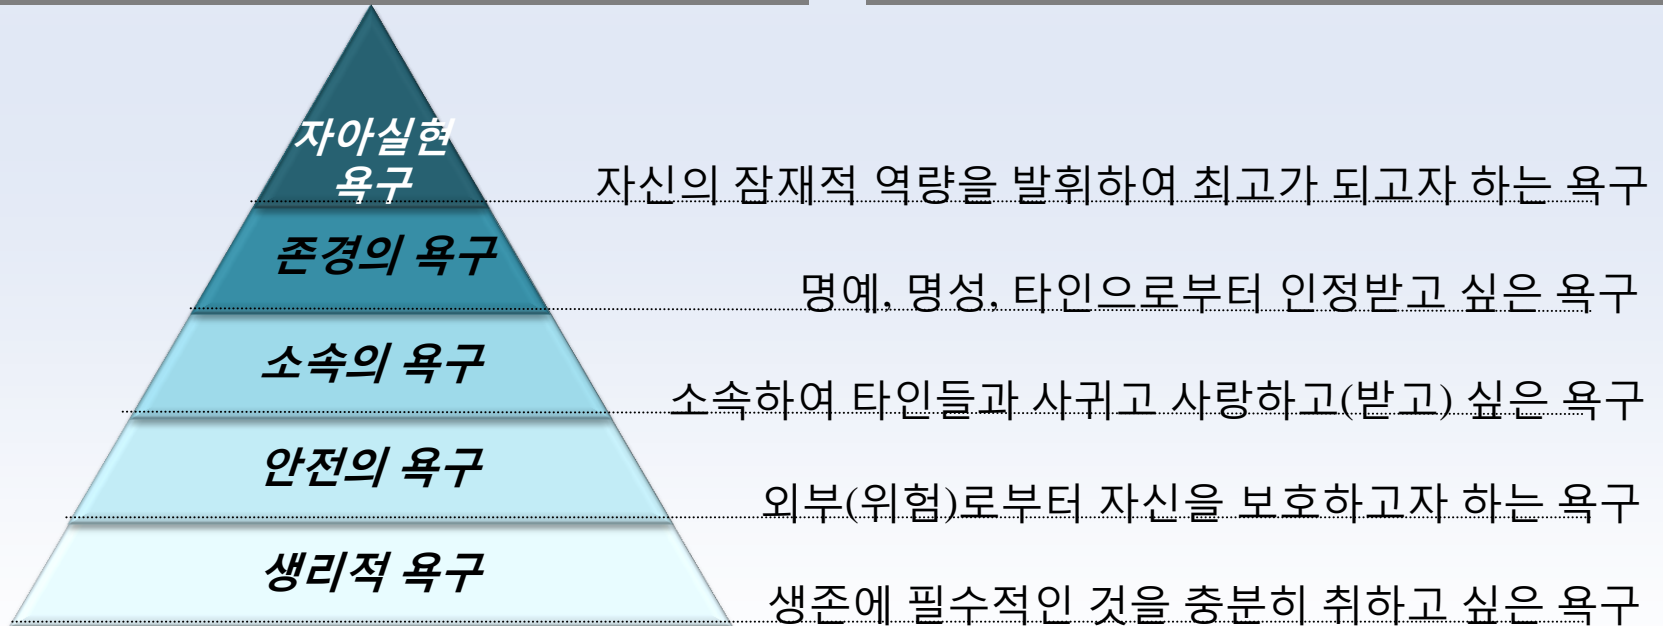 자아실현
욕구
자신의 잠재적 역량을 발휘하여 최고가 되고자 하는 욕구
존경의 욕구
명예, 명성, 타인으로부터 인정받고 싶은 욕구
소속의 욕구
소속하여 타인들과 사귀고 사랑하고(받고) 싶은 욕구
안전의 욕구
외부(위험)로부터 자신을 보호하고자 하는 욕구
생리적 욕구
생존에 필수적인 것을 충분히 취하고 싶은 욕구